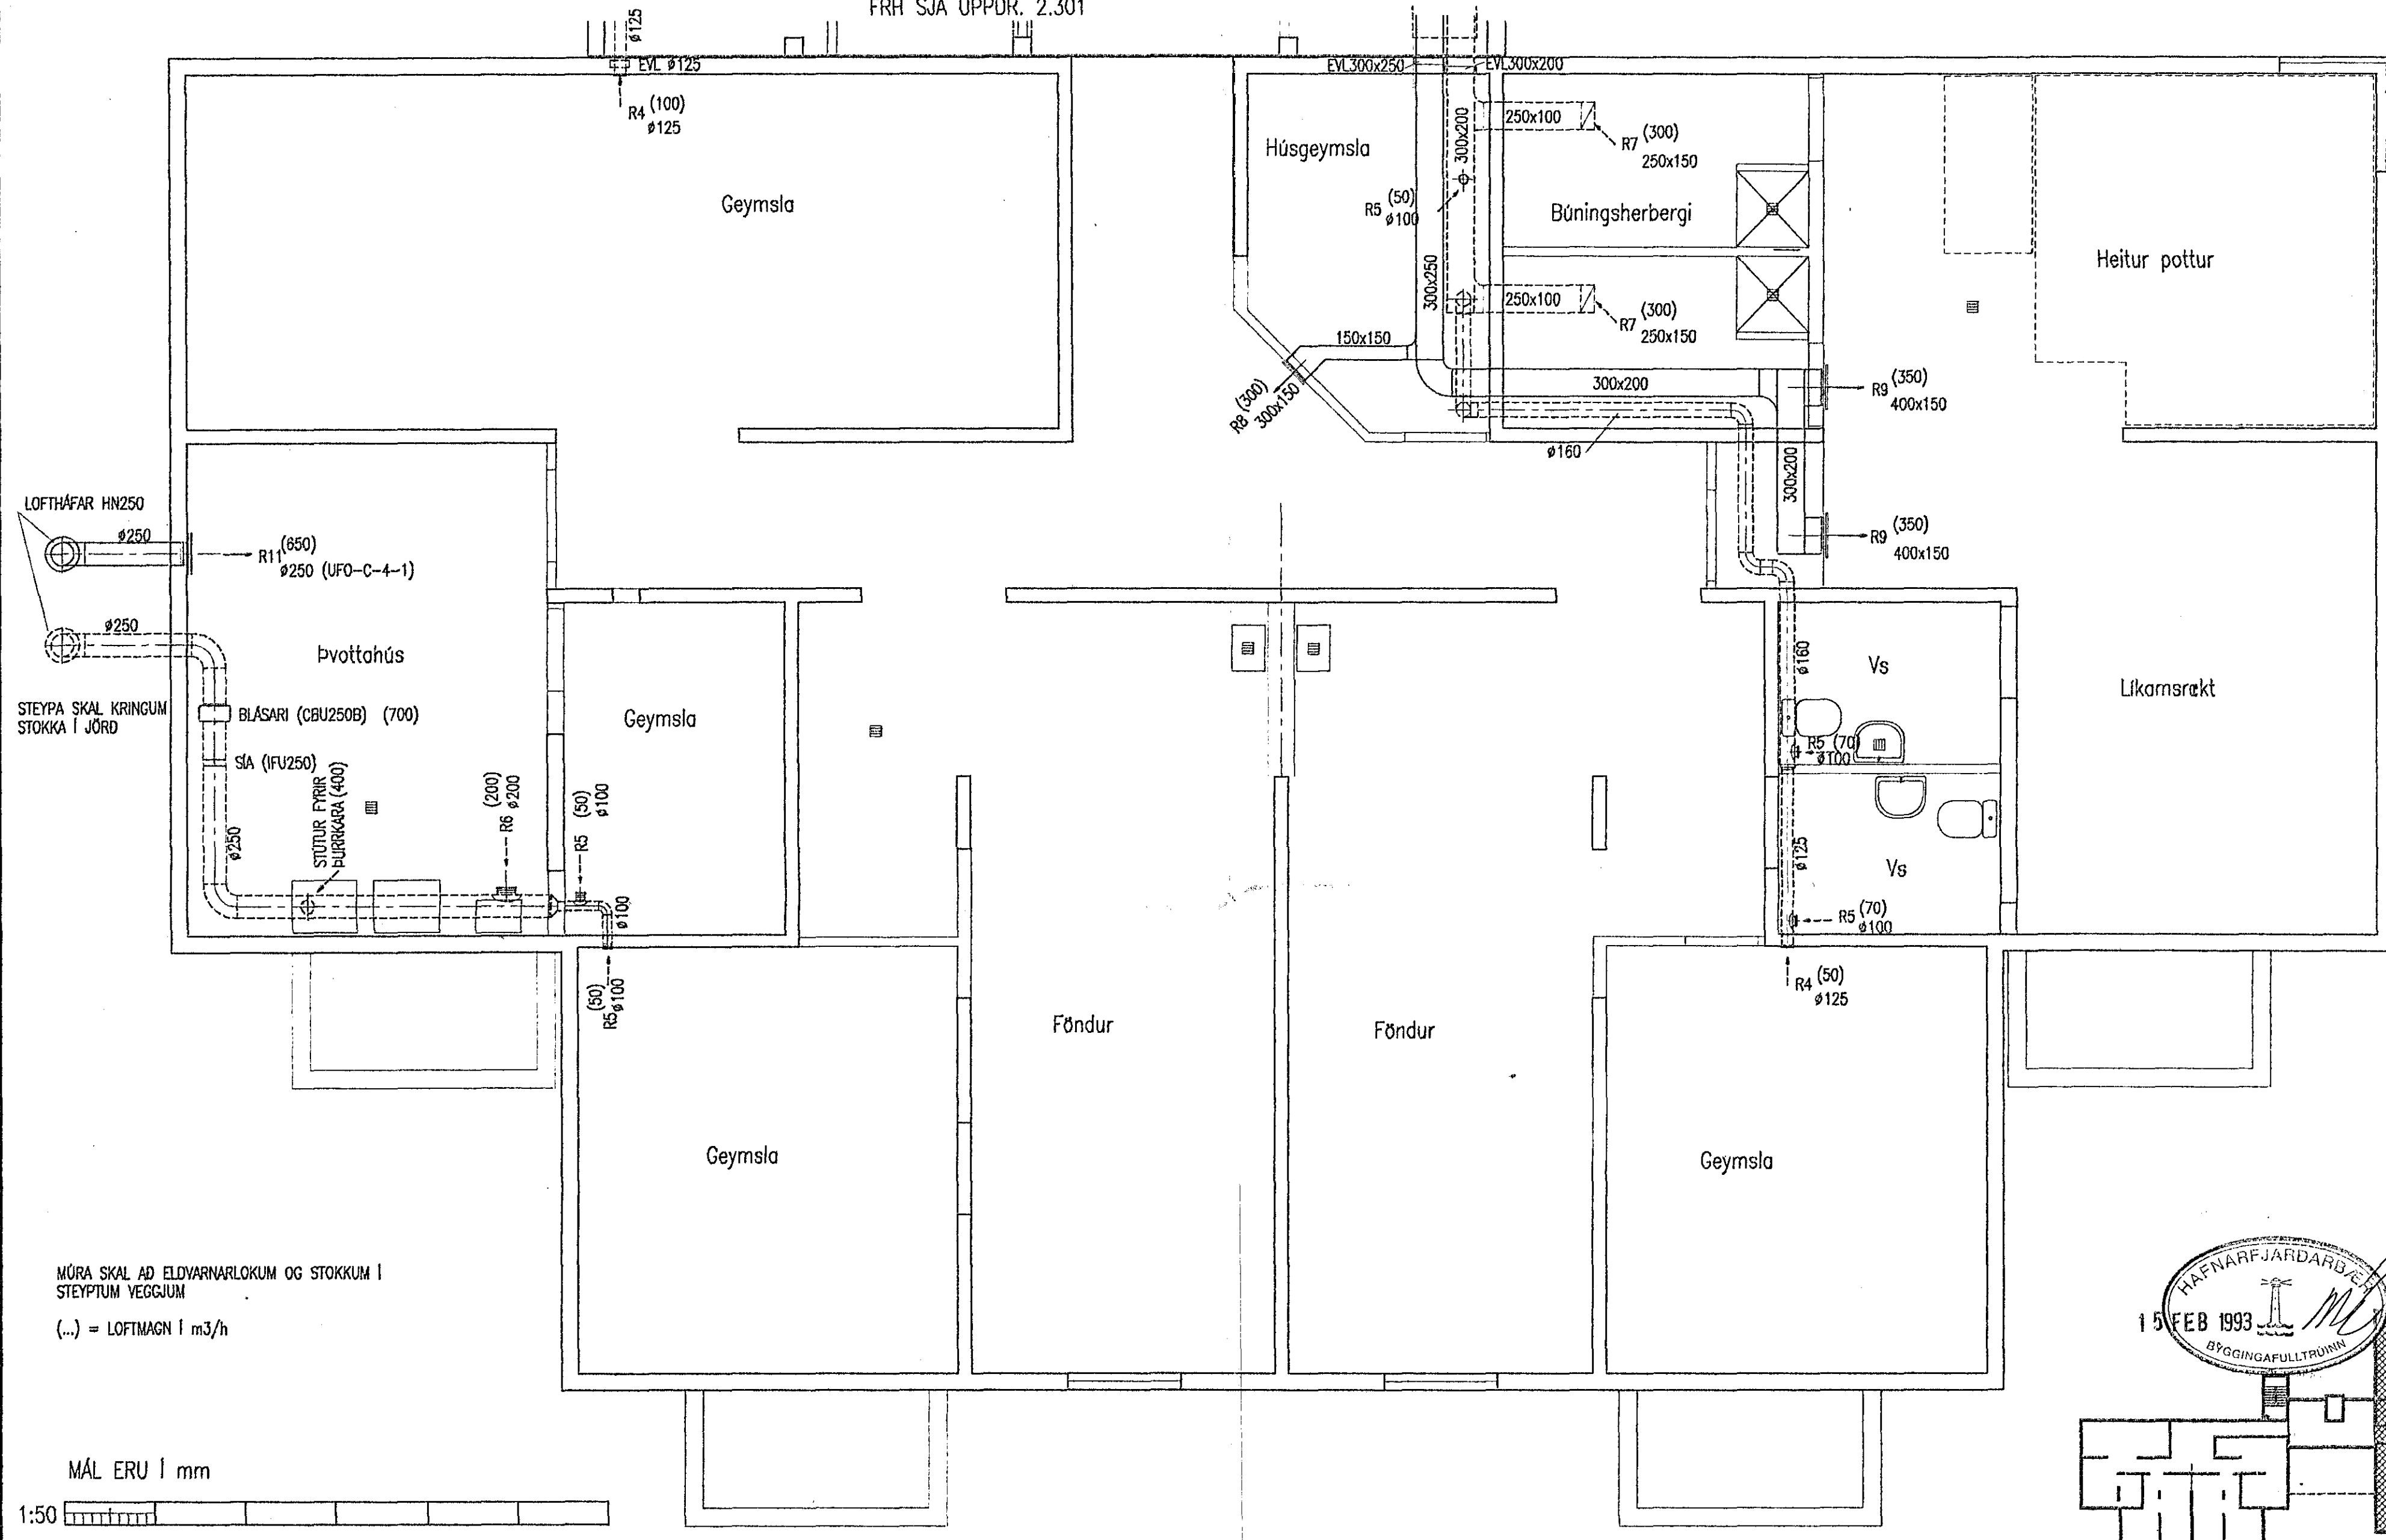 FRH SJÁ UPPDR. 2.301
ø125
EVL ø125
R4 (100)
ø125
Geymsla
EVL300x250
EVL300x200
Húsgeymsla
300x200
250x100
R7 (300)
250x150
R5 (50)
ø100
Búningsherbergi
Heitur pottur
300x250
250x100
R7 (300)
250x150
150x150
R8 (300)
300x150
300x200
R9 (350)
400x150
ø160
300x200
R9 (350)
400x150
LOFTHÁFAR HN250
ø250
R11 (650)
ø250 (UFO-C-4-1)
ø250
Þvottahús
STEYPA SKAL KRINGUM
STOKKA Í JÖRÐ
BLÁSARI (CBU250B) (700)
SÍA (IFU250)
STÚTUR FYRIR
ÞURRKARA (400)
ø250
R6 (200)
ø200
R5 (50)
ø100
Geymsla
ø100
R5 (50)
ø100
ø160
Vs
R5 (70)
ø100
Líkamsrækt
ø125
Vs
R5 (70)
ø100
R4 (50)
ø125
Föndur
Föndur
Geymsla
Geymsla
MÚRA SKAL AÐ ELDVARNARLOKUM OG STOKKUM Í
STEYPTUM VEGGJUM
(...) = LOFTMAGN Í m3/h
HAFNARFJARÐARBÆR
15 FEB 1993
BYGGINGAFULLTRÚINN
MÁL ERU Í mm
1:50